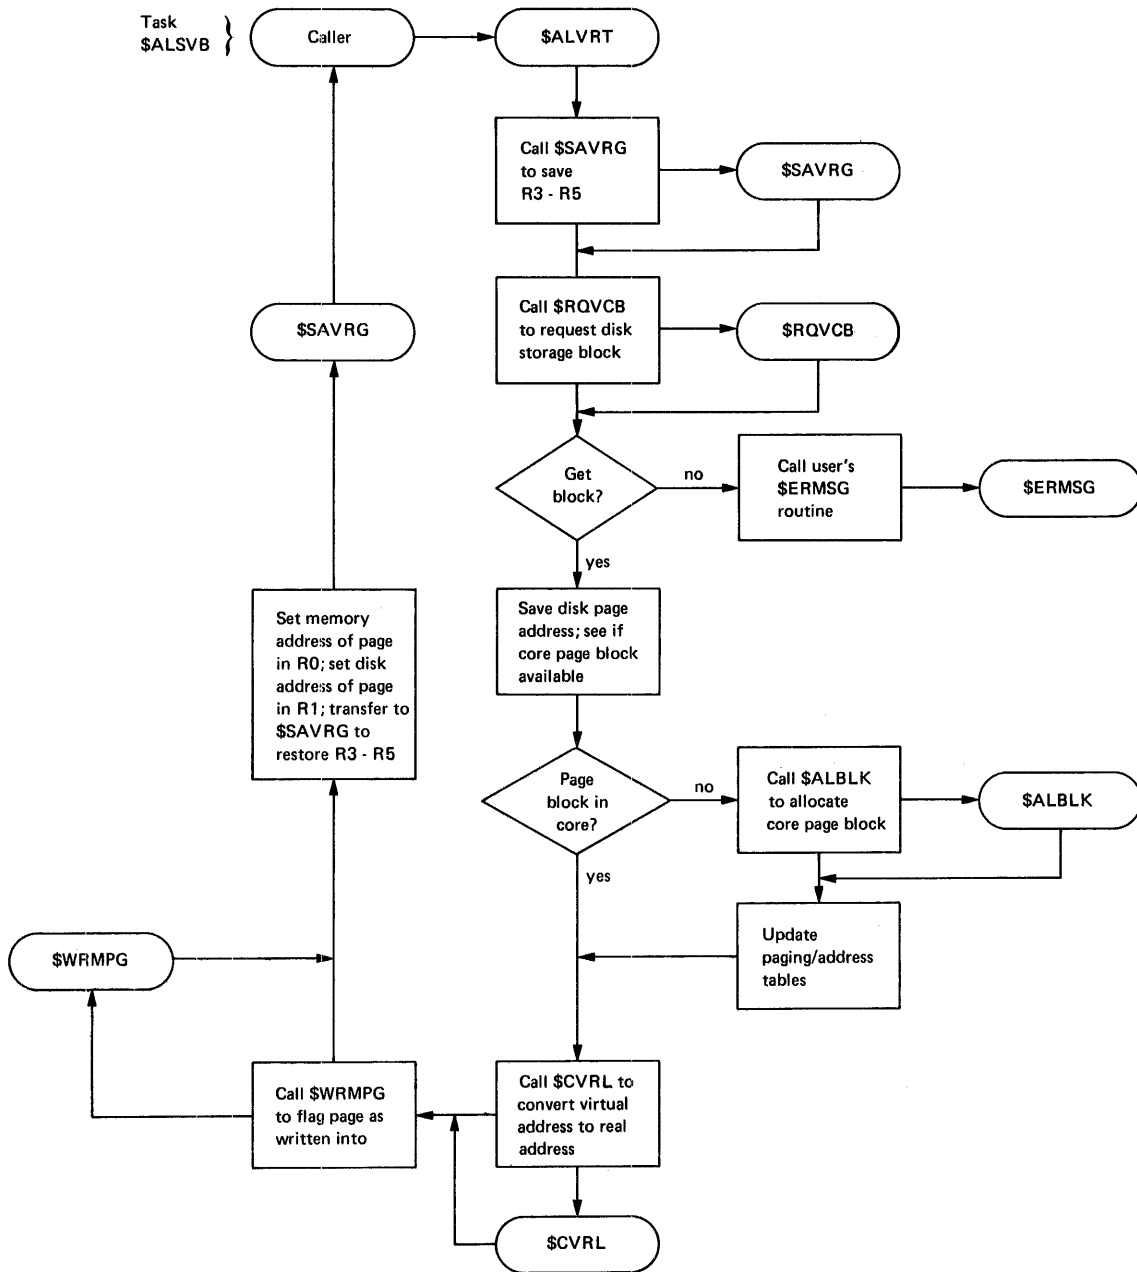 Task
$ALSVB
Caller
$ALVRT
Call $SAVRG
to save
R3 - R5
$SAVRG
Call $RQVCB
to request disk
storage block
$RQVCB
$SAVRG
Get
block?
no
Call user's
$ERMSG
routine
$ERMSG
yes
Save disk page
address; see if
core page block
available
Set memory
address of page
in R0; set disk
address of page
in R1; transfer to
$SAVRG to
restore R3 - R5
Page
block in
core?
no
Call $ALBLK
to allocate
core page block
$ALBLK
yes
Update
paging/address
tables
$WRMPG
Call $WRMPG
to flag page as
written into
Call $CVRL to
convert virtual
address to real
address
$CVRL